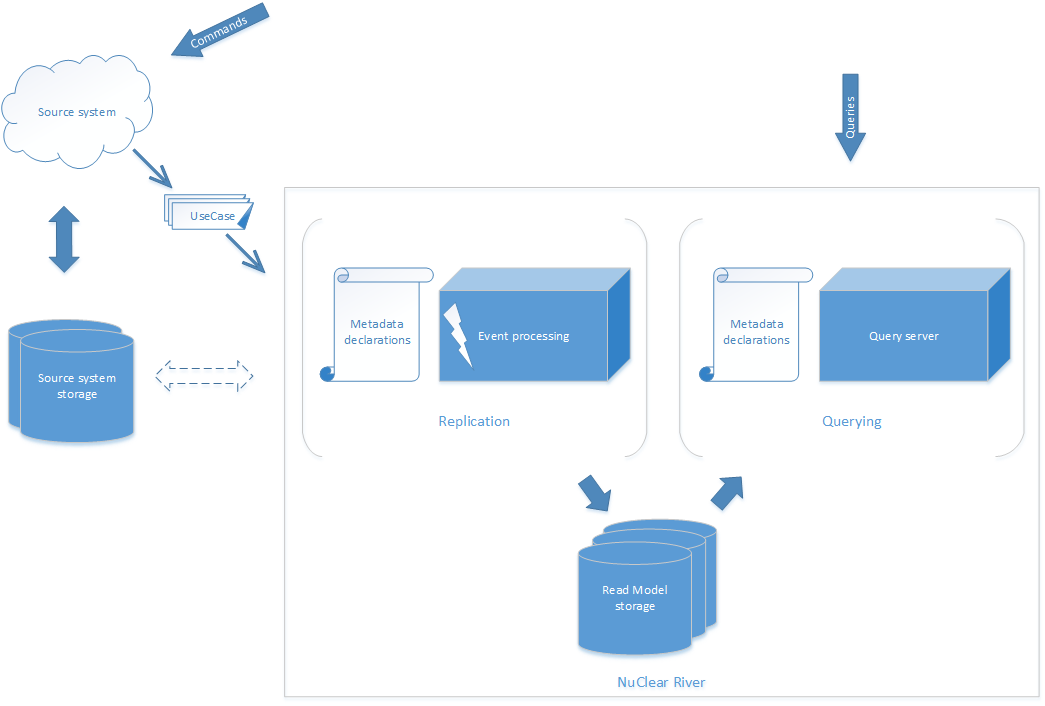 Commands
Source system
Queries
UseCase
Metadata
declarations
Event processing
Metadata
declarations
Query server
Source system
storage
Replication
Querying
Read Model
storage
NuClear River